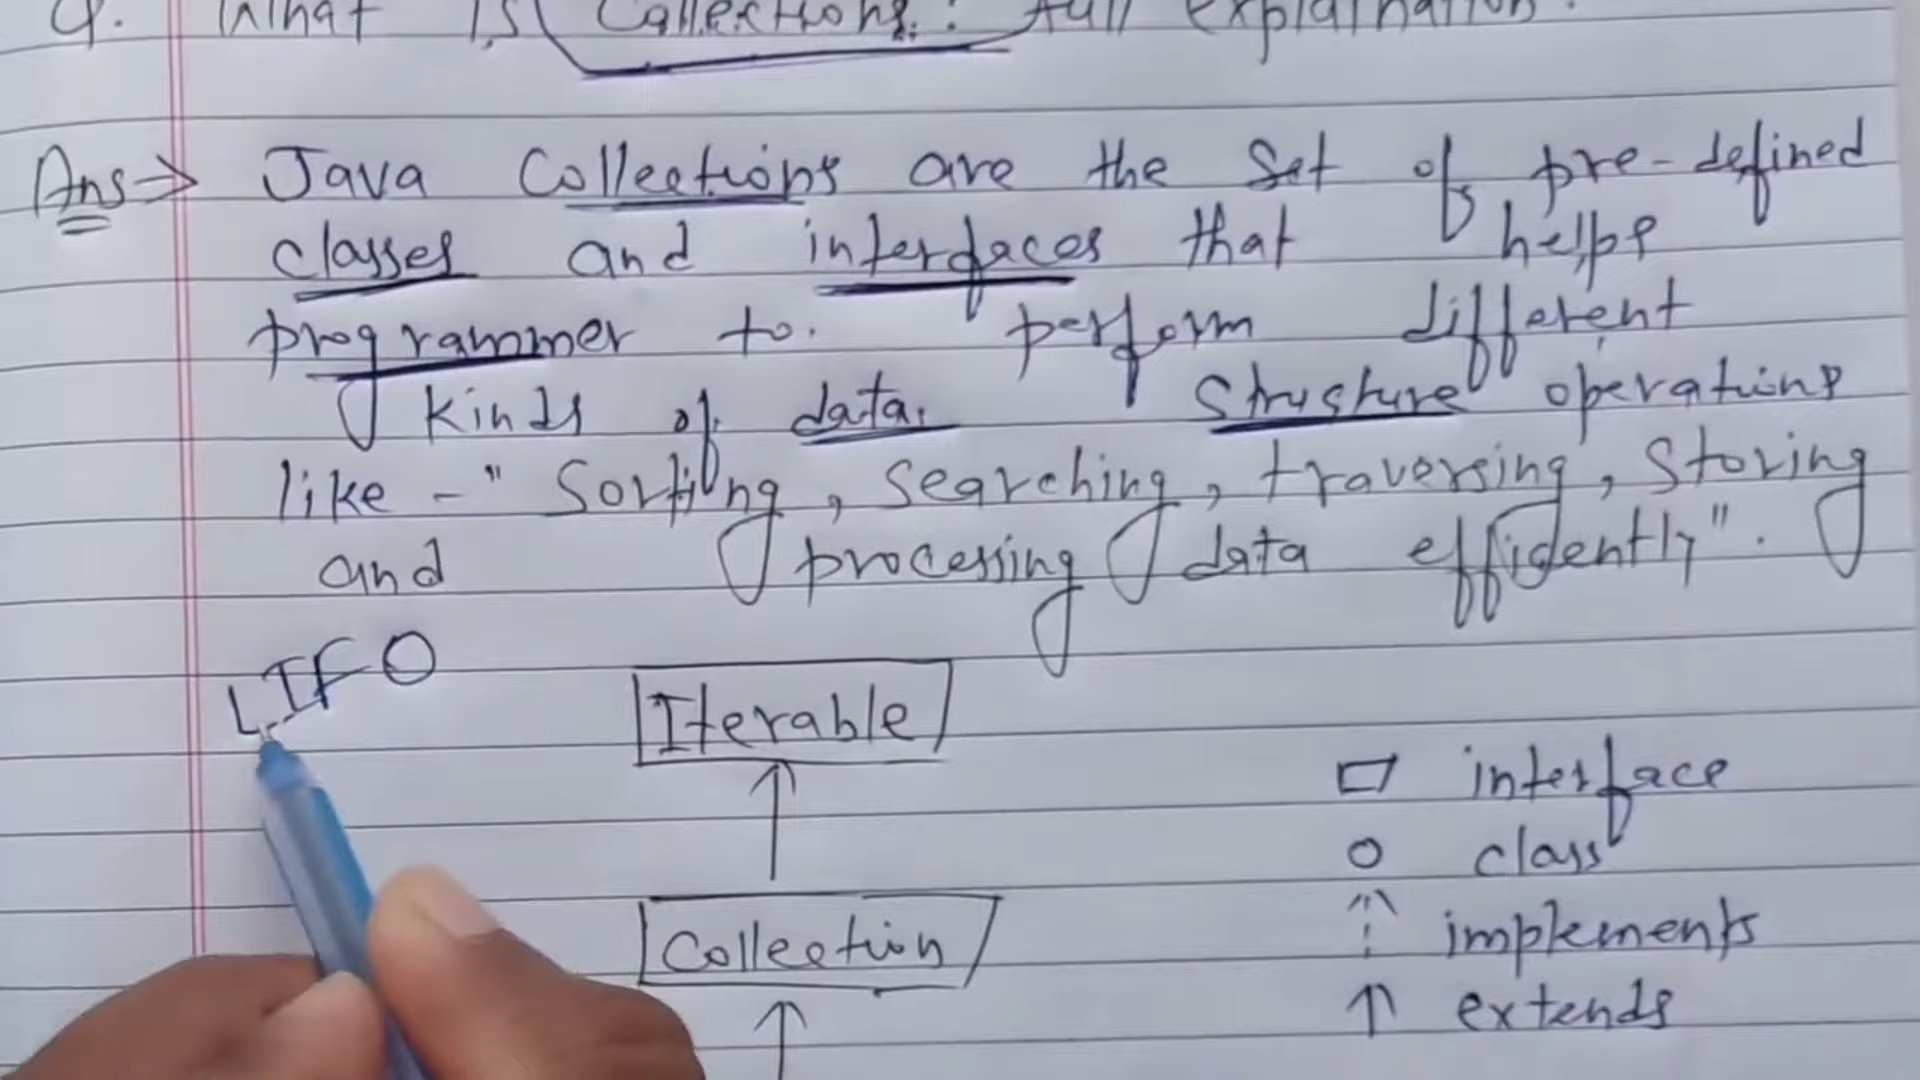 Q. What is Collections. : full explaination.
Ans⇒ Java Collections are the set of pre-defined
classes and interfaces that helps
programmer to. perform different
kinds of data. structure operations
like -" Sorting, searching, traversing, storing
and processing data efficiently".
LIFO
Iterable
▭ interface
○ class
implements
Collection
↑ extends